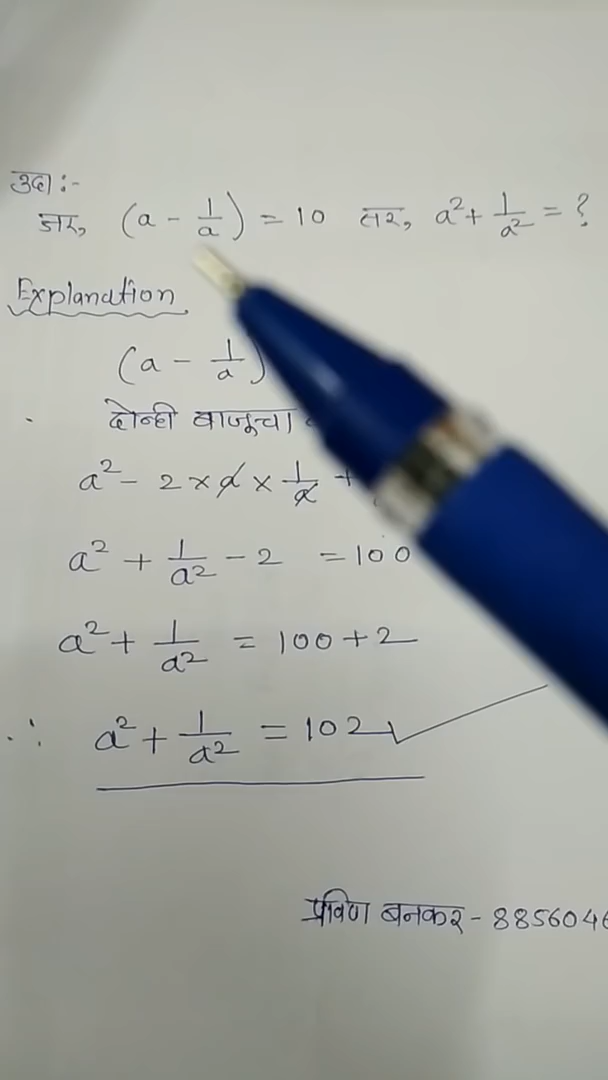 उदा:-
जर, (a - 1/a) = 10 तर, a² + 1/a² = ?
Explanation
(a - 1/a)
दोन्ही बाजूचा
a² - 2 × a × 1/a +
a² + 1/a² - 2 = 100
a² + 1/a² = 100 + 2
∴ a² + 1/a² = 102
प्रविण बनकर - 8856046